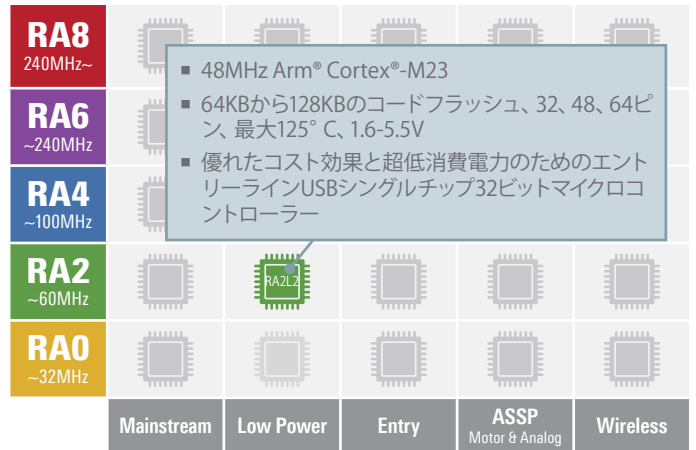 RA8
240MHz~
■ 48MHz Arm® Cortex®-M23
■ 64KBから128KBのコードフラッシュ、32、48、64ピ
ン、最大125°C、1.6-5.5V
■ 優れたコスト効果と超低消費電力のためのエント
リーラインUSBシングルチップ32ビットマイクロコ
ントローラー
RA6
~240MHz
RA4
~100MHz
RA2
~60MHz
RA2L2
RA0
~32MHz
Mainstream
Low Power
Entry
ASSP
Motor & Analog
Wireless